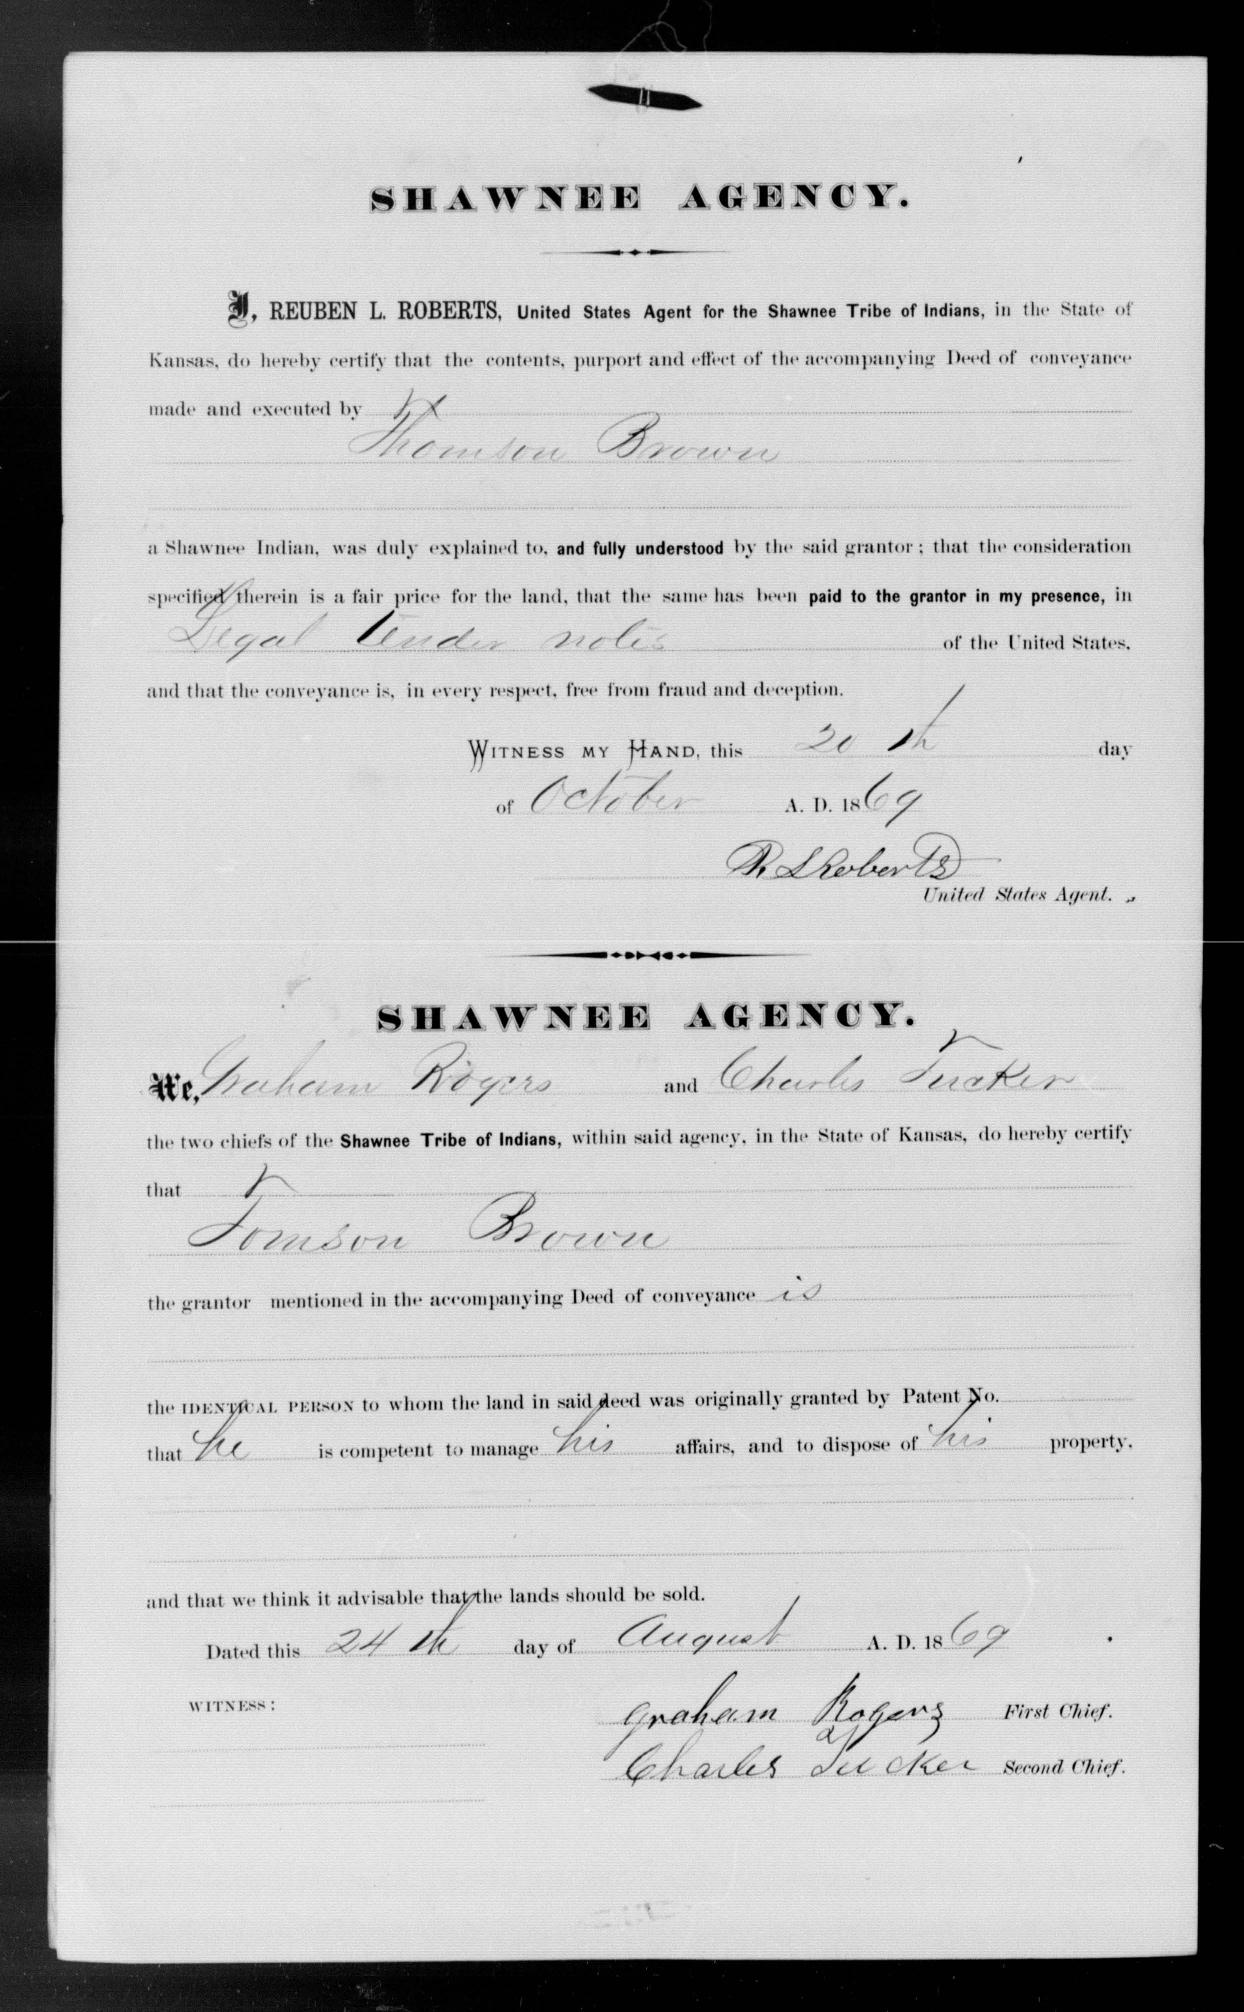 SHAWNEE AGENCY.
I, REUBEN L. ROBERTS, United States Agent for the Shawnee Tribe of Indians, in the State of
Kansas, do hereby certify that the contents, purport and effect of the accompanying Deed of conveyance
made and executed by
Thomson Brown
a Shawnee Indian, was duly explained to, and fully understood by the said grantor; that the consideration
specified therein is a fair price for the land, that the same has been paid to the grantor in my presence, in
Legal tender notes of the United States,
and that the conveyance is, in every respect, free from fraud and deception.
WITNESS MY HAND, this 20th day
of October A. D. 1869
R. L Roberts
United States Agent.
SHAWNEE AGENCY.
We, Graham Rogers and Charles Tucker
the two chiefs of the Shawnee Tribe of Indians, within said agency, in the State of Kansas, do hereby certify
that
Tomson Brown
the grantor mentioned in the accompanying Deed of conveyance is
the IDENTICAL PERSON to whom the land in said deed was originally granted by Patent No.
that he is competent to manage his affairs, and to dispose of his property,
and that we think it advisable that the lands should be sold.
Dated this 24th day of August A. D. 1869
WITNESS:
Graham Rogers First Chief.
Charles Tucker Second Chief.